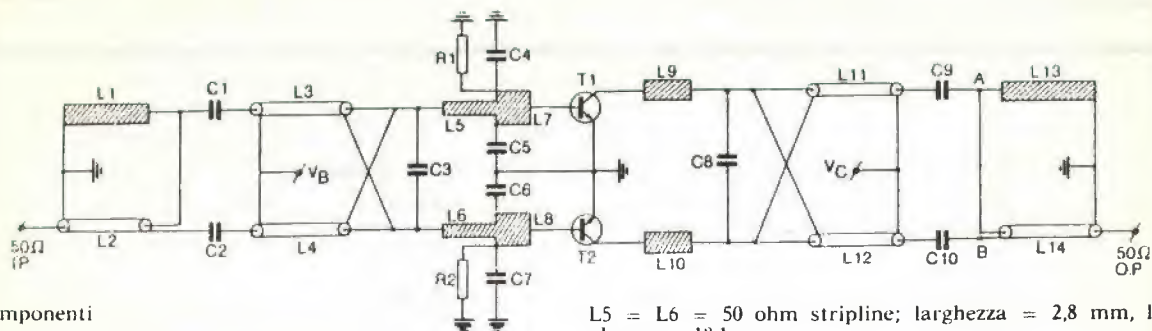 R1
C4
L1
C1
L3
T1
L9
L11
C9
A
L13
L5
L7
VB
C3
C5
C6
C8
VC
L6
L8
L2
C2
L4
R2
C7
T2
L10
L12
C10
B
L14
50Ω
I.P
50Ω
O.P
mponenti
L5 = L6 = 50 ohm stripline; larghezza = 2,8 mm, l